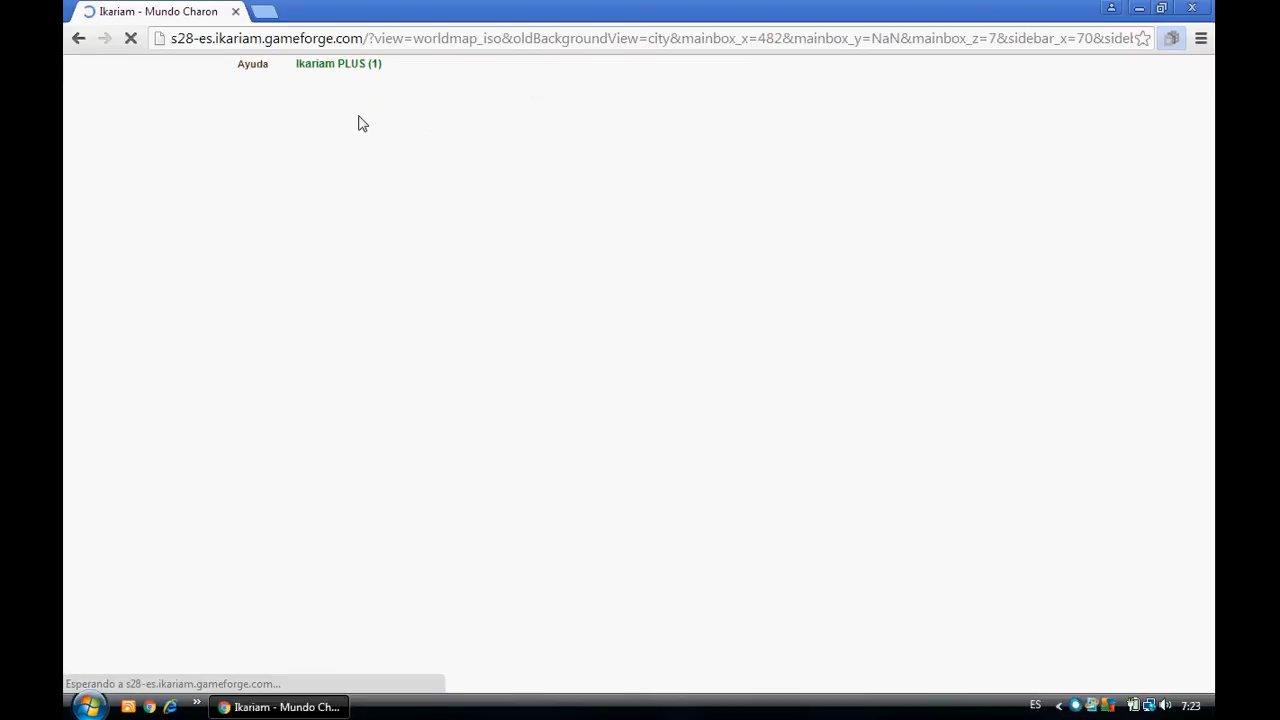 Ikariam - Mundo Charon
s28-es.ikariam.gameforge.com/?view=worldmap_iso&oldBackgroundView=city&mainbox_x=482&mainbox_y=NaN&mainbox_z=7&sidebar_x=70&sidel
Ayuda Ikariam PLUS (1)
Esperando a s28-es.ikariam.gameforge.com...
Ikariam - Mundo Ch... ES 7:23